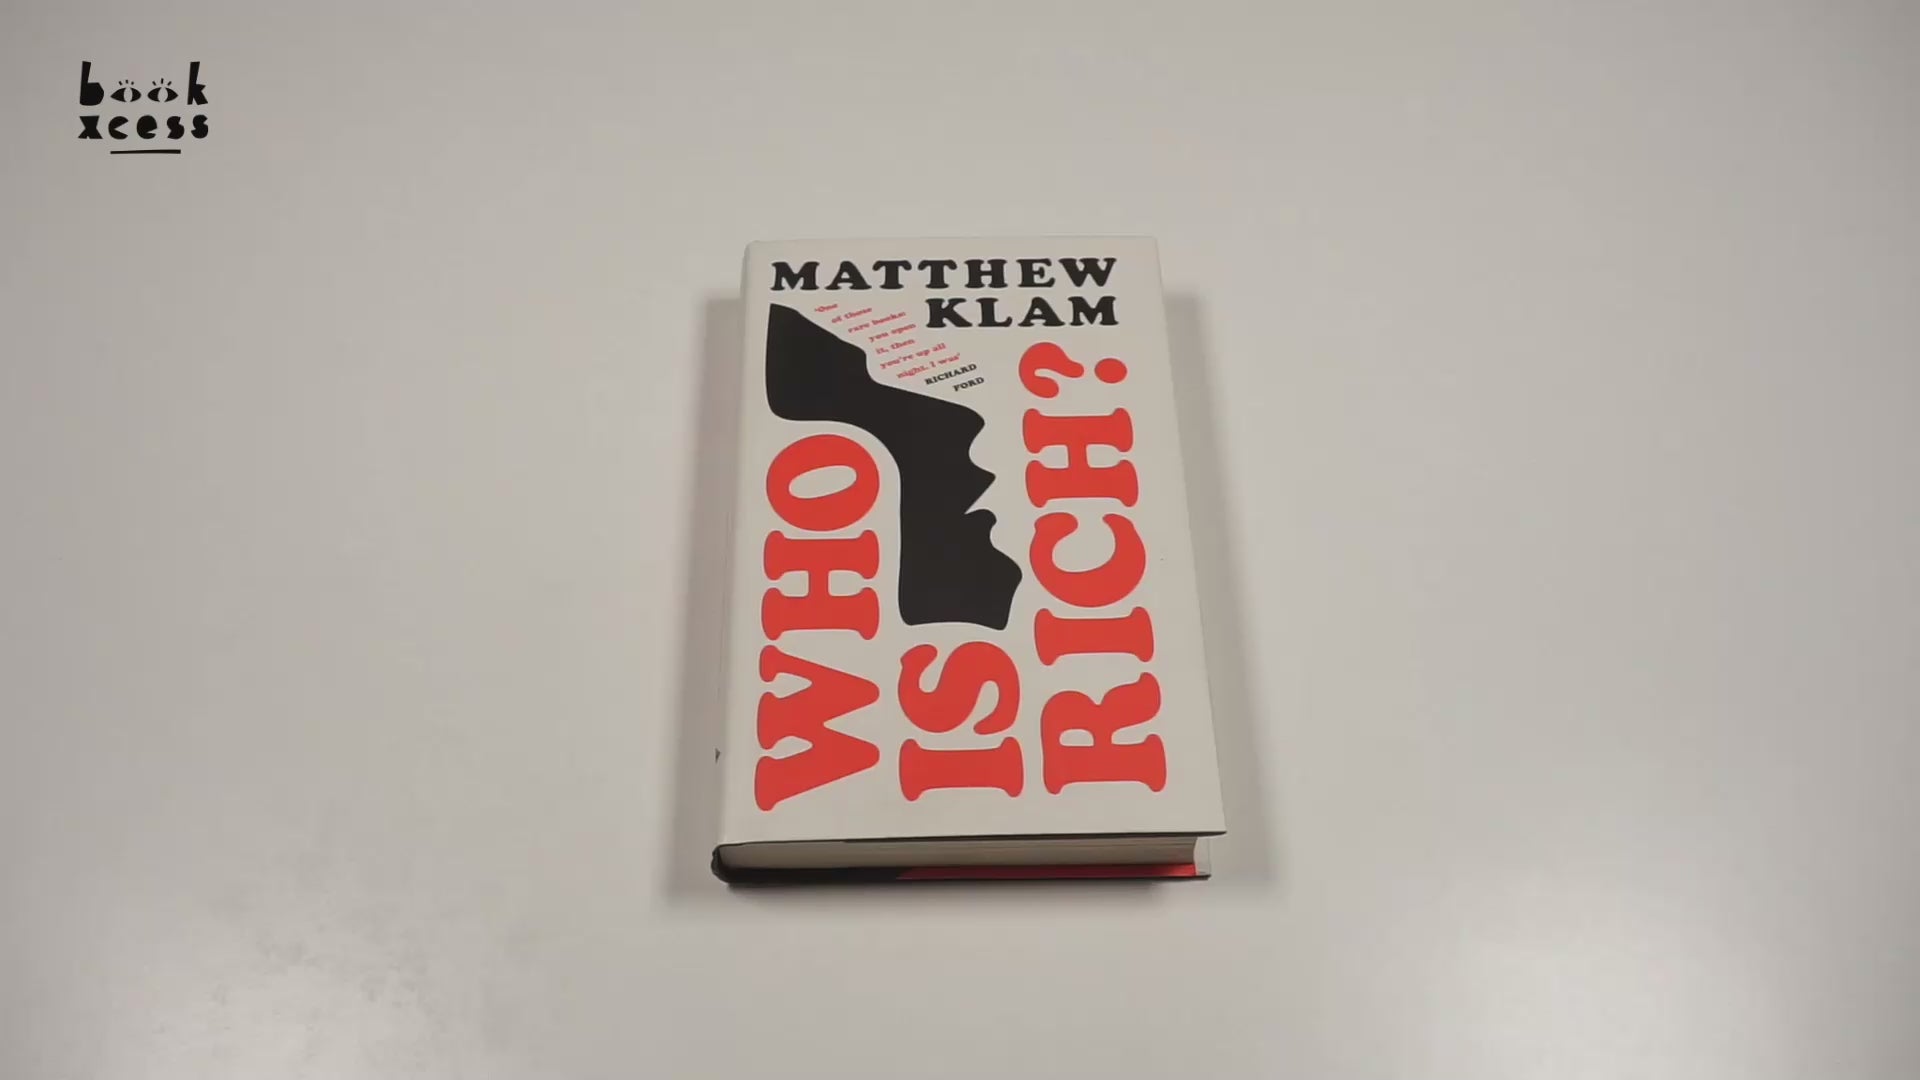 book
xcess
MATTHEW
KLAM
'One
of those
rare books:
you open
it, then
you're up all
night. I was'
RICHARD
FORD
WHO
IS
RICH?